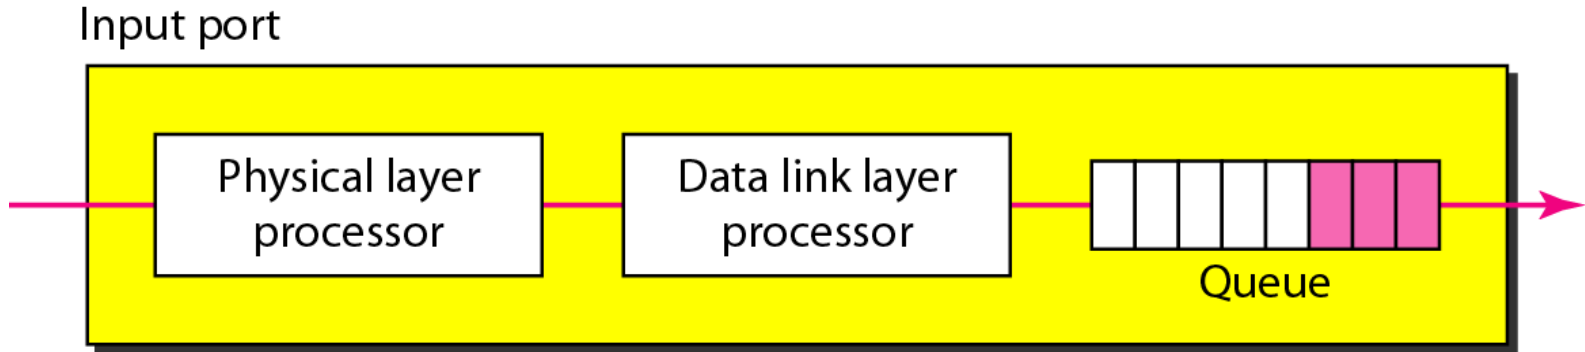 Input port
Physical layer
processor
Data link layer
processor
Queue